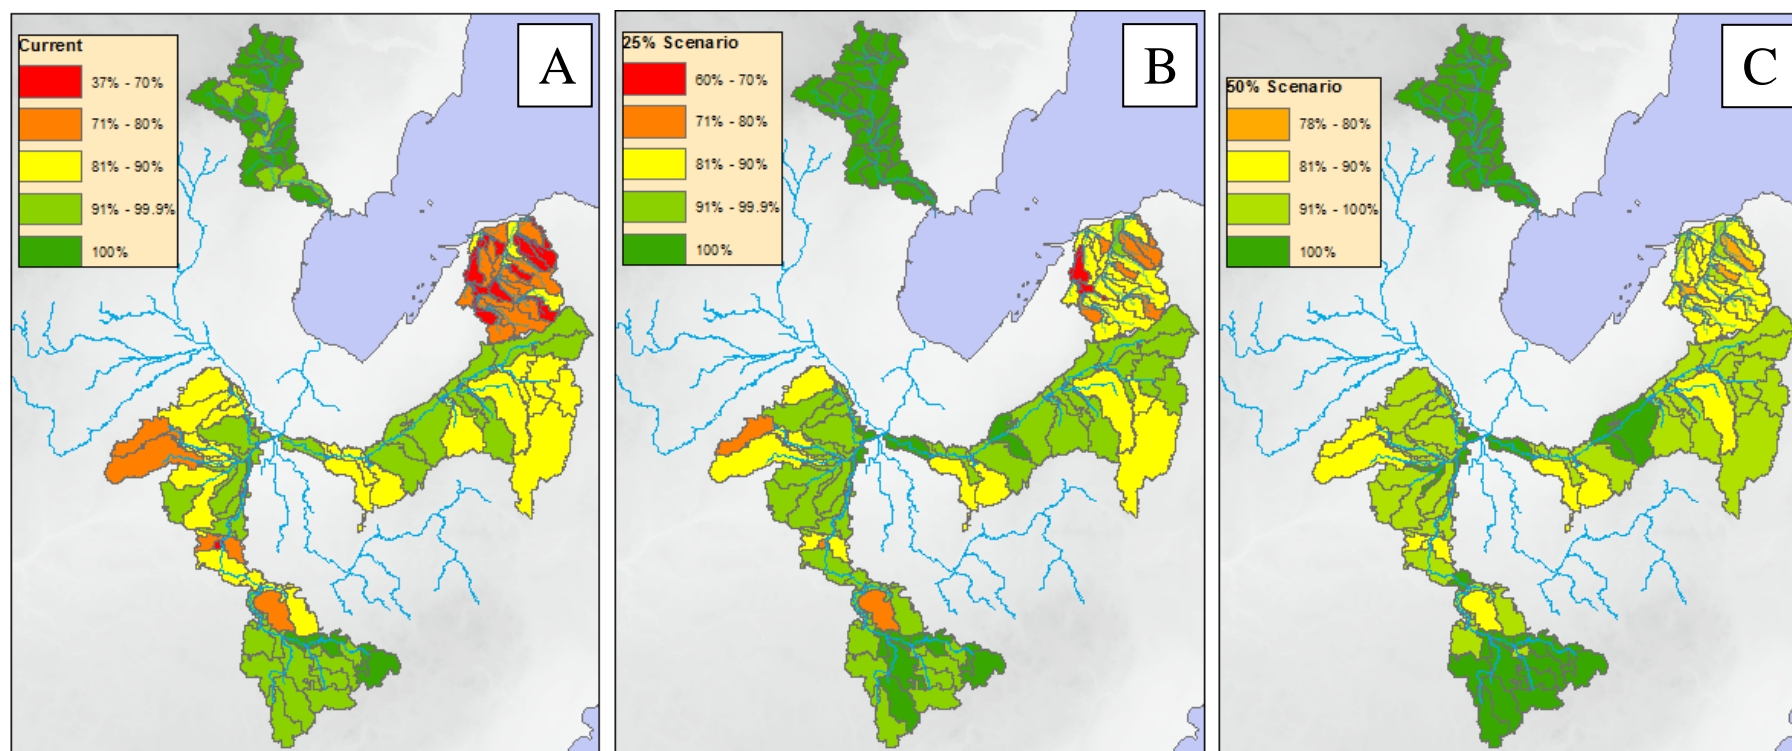 Current
37% - 70%
71% - 80%
81% - 90%
91% - 99.9%
100%
A
25% Scenario
60% - 70%
71% - 80%
81% - 90%
91% - 99.9%
100%
B
50% Scenario
78% - 80%
81% - 90%
91% - 100%
100%
C